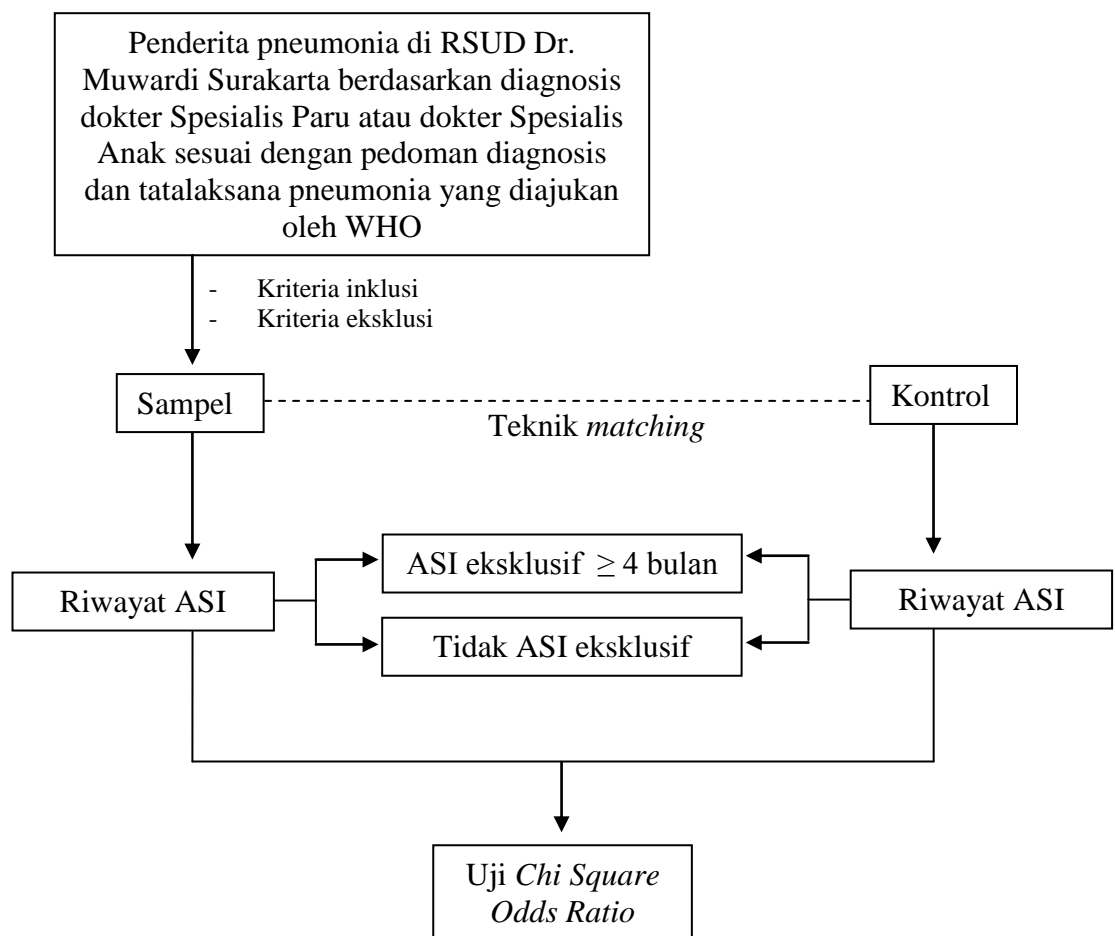 Penderita pneumonia di RSUD Dr.
Muwardi Surakarta berdasarkan diagnosis
dokter Spesialis Paru atau dokter Spesialis
Anak sesuai dengan pedoman diagnosis
dan tatalaksana pneumonia yang diajukan
oleh WHO
- Kriteria inklusi
- Kriteria eksklusi
Sampel
Kontrol
Teknik matching
ASI eksklusif ≥ 4 bulan
Riwayat ASI
Riwayat ASI
Tidak ASI eksklusif
Uji Chi Square
Odds Ratio